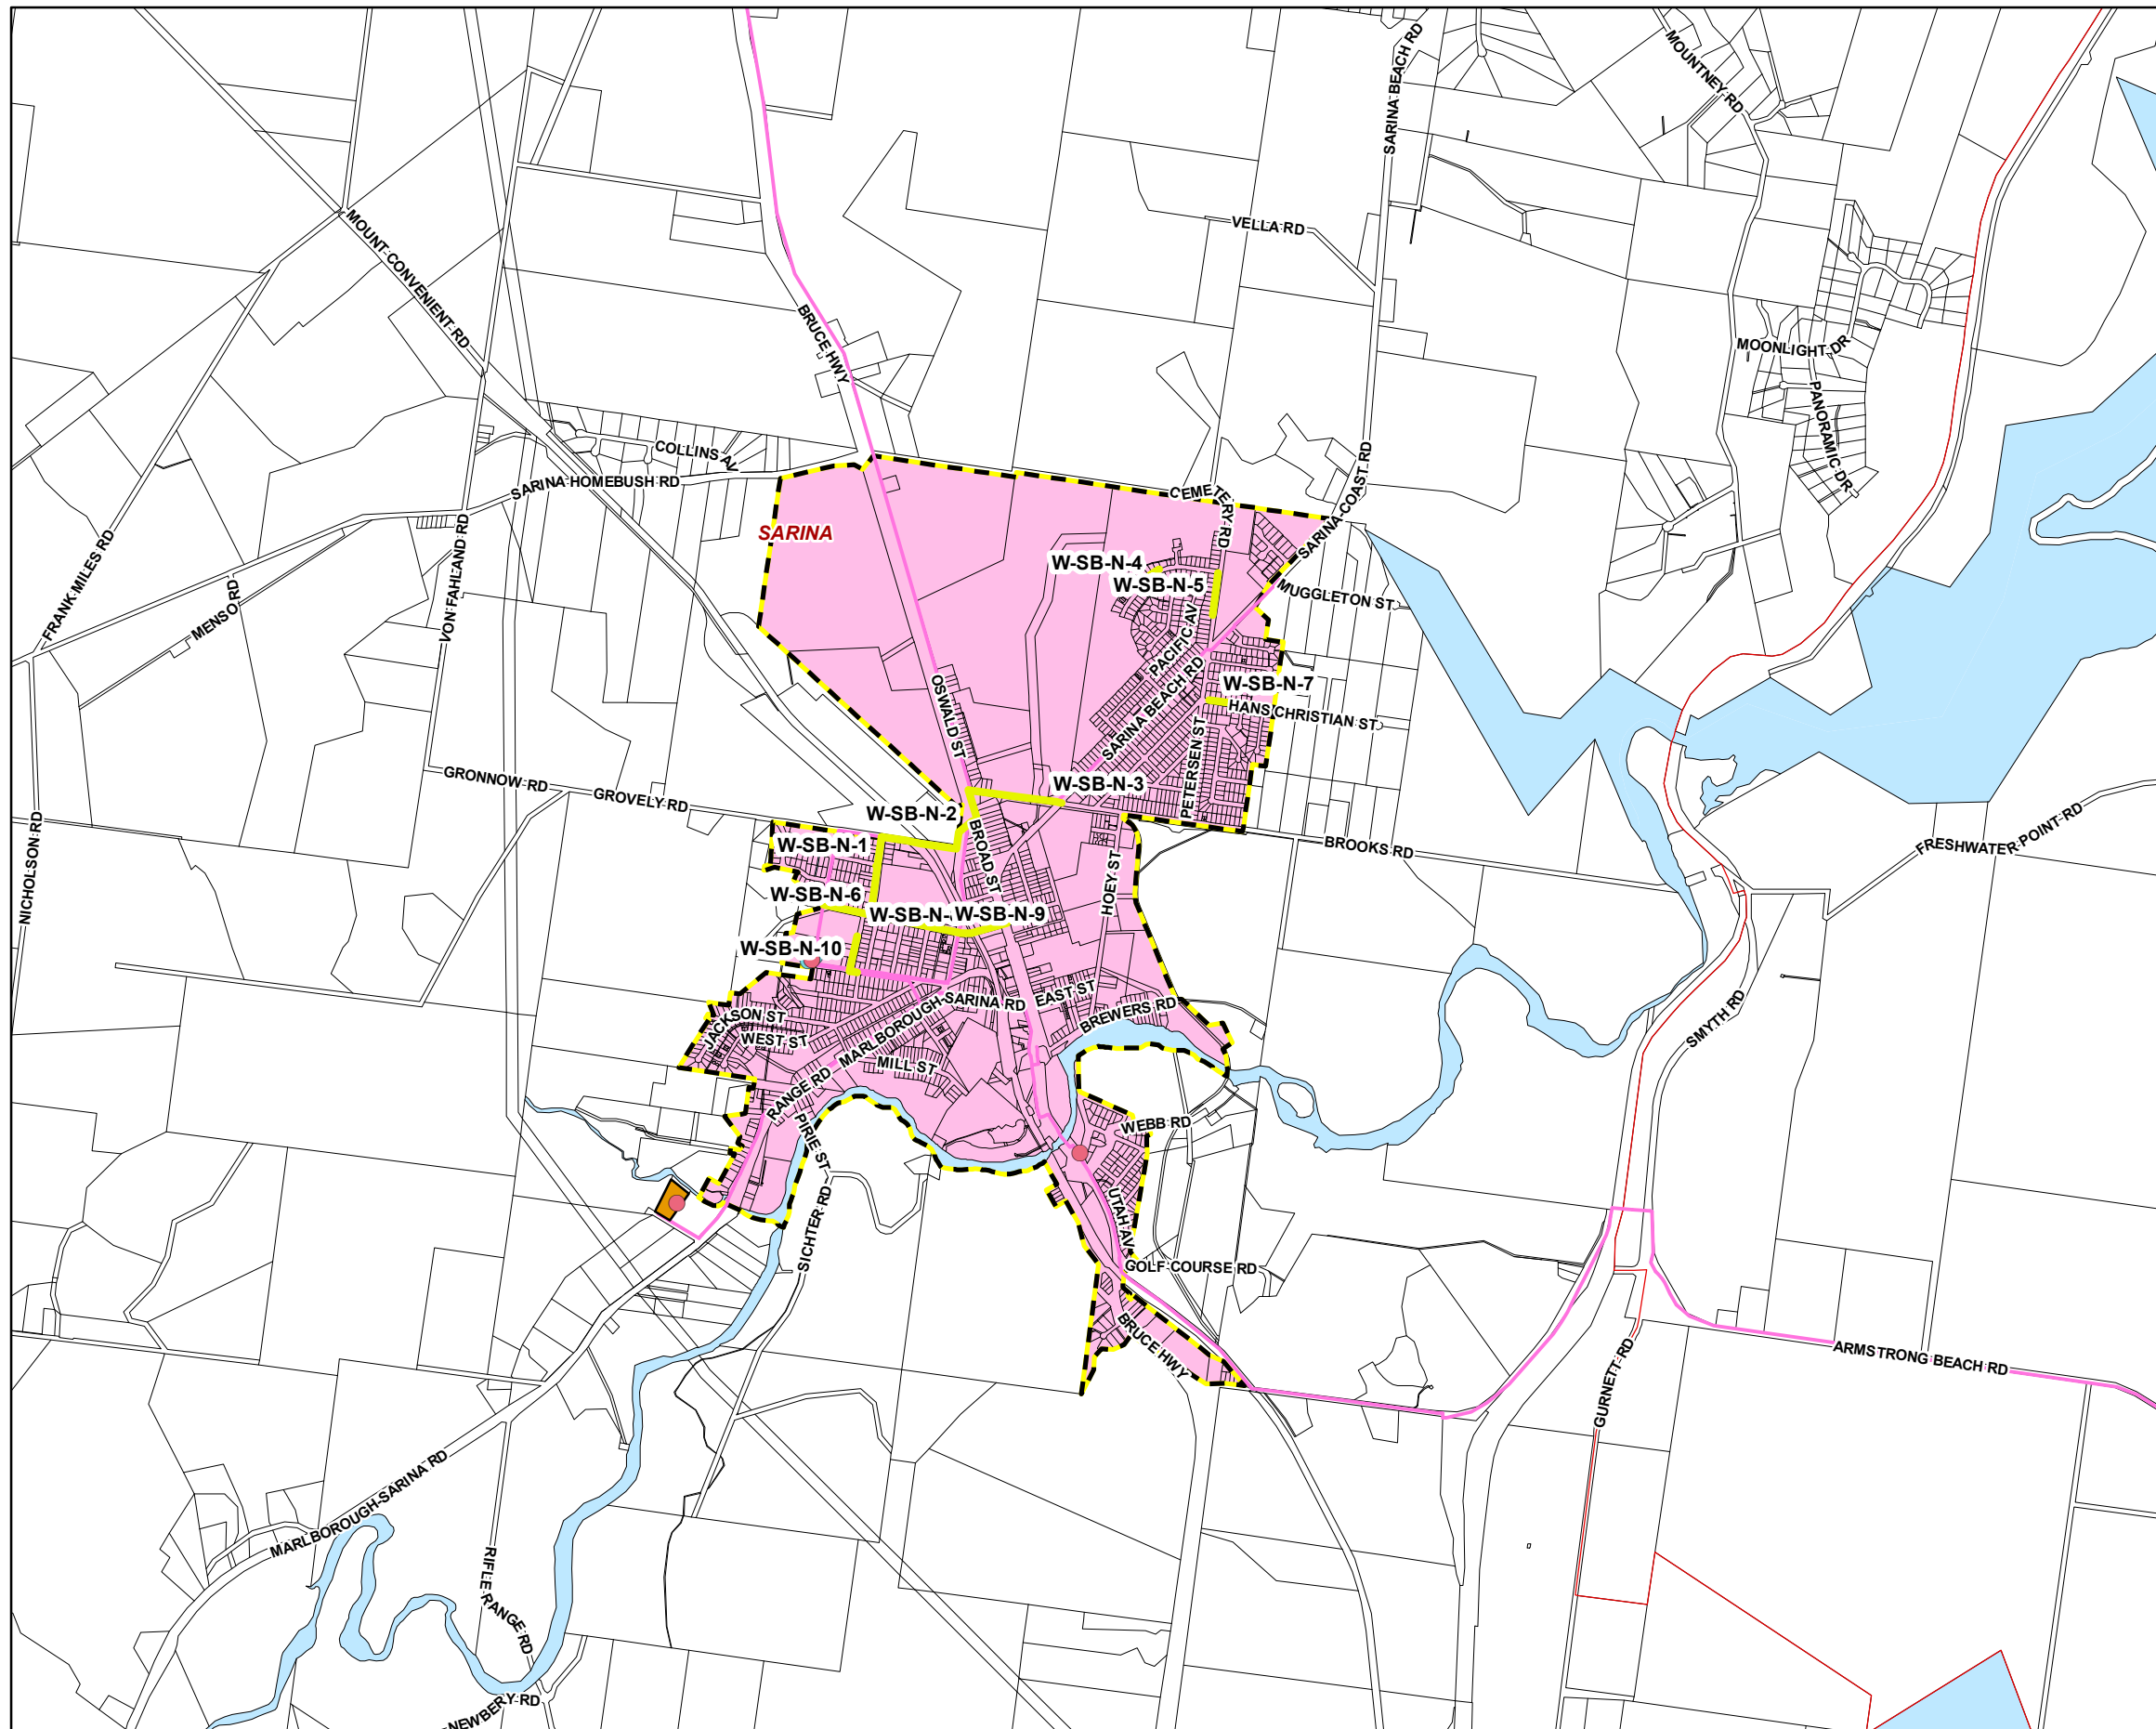 SARINA BEACH RD
MOUNTNEY RD
VELLA RD
MOUNT CONVENIENT RD
BRUCE HWY
MOONLIGHT DR
PANORAMIC DR
COLLINS AV
SARINA HOMEBUSH RD
CEMETERY RD
SARINA COAST RD
SARINA
FRANK MILES RD
MENSO RD
VON FAHLAND RD
W-SB-N-4
W-SB-N-5
MUGGLETON ST
PACIFIC AV
SARINA BEACH RD
W-SB-N-7
HANS CHRISTIAN ST
OSWALD ST
PETERSEN ST
GRONNOW RD
GROVELY RD
W-SB-N-3
W-SB-N-2
BROAD ST
W-SB-N-1
BROOKS RD
FRESHWATER POINT RD
NICHOLSON RD
HOEY ST
W-SB-N-6
W-SB-N-
W-SB-N-9
W-SB-N-10
JACKSON ST
WEST ST
MARLBOROUGH-SARINA RD
EAST ST
BREWERS RD
SMYTH RD
MILL ST
RANGE RD
PIRIE ST
WEBB RD
SICHTER RD
UTAH AV
GOLF COURSE RD
BRUCE HWY
GURNETT RD
ARMSTRONG BEACH RD
MARLBOROUGH-SARINA RD
RIFLE RANGE RD
NEWBERY RD